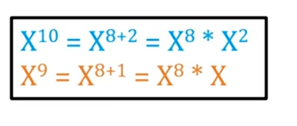 X¹⁰ = X⁸⁺² = X⁸ * X²
X⁹ = X⁸⁺¹ = X⁸ * X